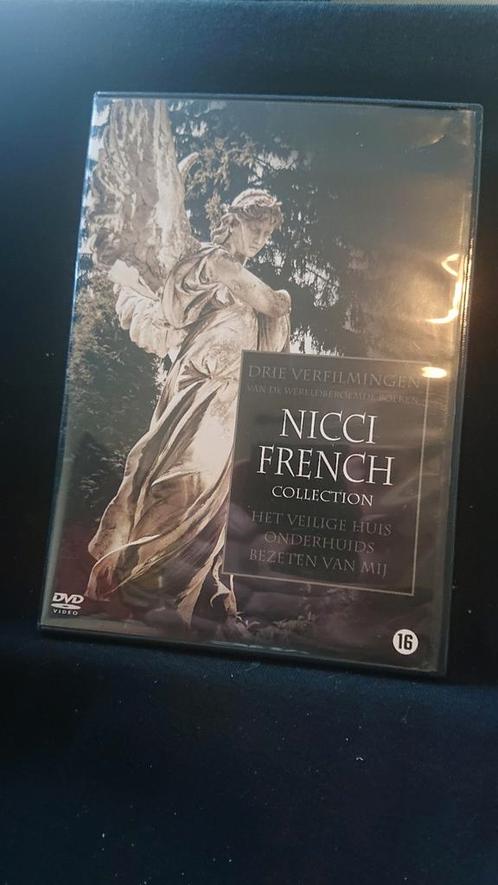 DRIE VERFILMINGEN
VAN DE WERELDBEROEMDE BOEKEN
NICCI
FRENCH
COLLECTION
HET VEILIGE HUIS
ONDERHUIDS
BEZETEN VAN MIJ
DVD
VIDEO
16